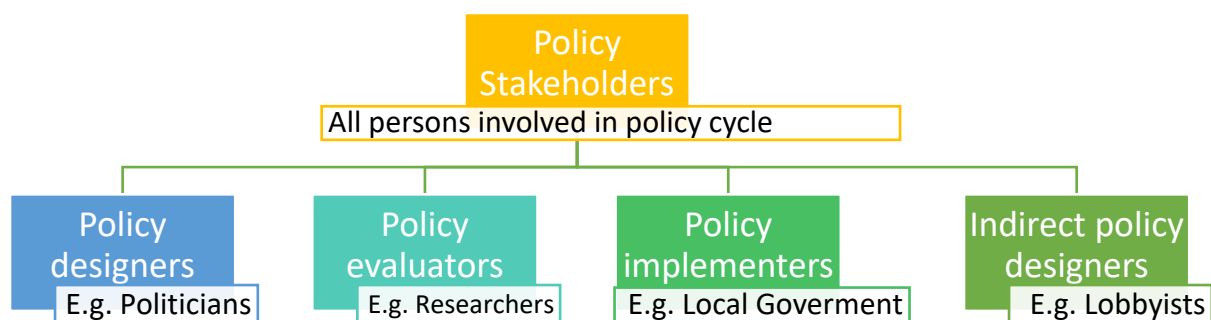 Policy
Stakeholders
All persons involved in policy cycle
Policy
designers
E.g. Politicians
Policy
evaluators
E.g. Researchers
Policy
implementers
E.g. Local Goverment
Indirect policy
designers
E.g. Lobbyists